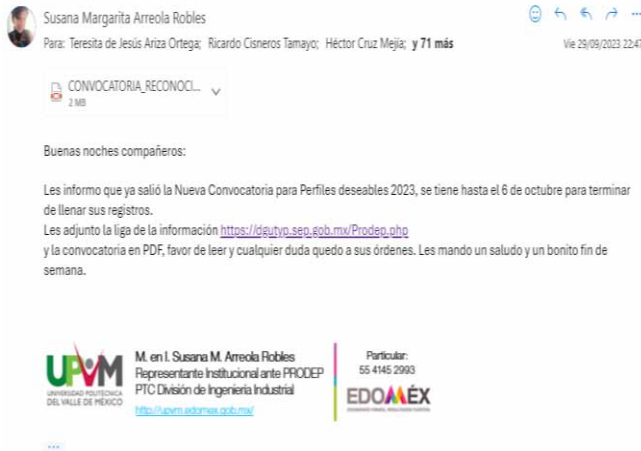 Susana Margarita Arreola Robles
Para: Teresita de Jesús Ariza Ortega; Ricardo Cisneros Tamayo; Héctor Cruz Mejia; y 71 más
Vie 29/09/2023 22:47
CONVOCATORIA_RECONOCI...
2 MB
Buenas noches compañeros:
Les informo que ya salió la Nueva Convocatoria para Perfiles deseables 2023, se tiene hasta el 6 de octubre para terminar
de llenar sus registros.
Les adjunto la liga de la información https://dgutyp.sep.gob.mx/Prodep.php
y la convocatoria en PDF, favor de leer y cualquier duda quedo a sus órdenes. Les mando un saludo y un bonito fin de
semana.
UPVM
UNIVERSIDAD POLITÉCNICA
DEL VALLE DE MÉXICO
M. en I. Susana M. Arreola Robles
Representante Institucional ante PRODEP
PTC División de Ingeniería Industrial
http://upvm.edomex.gob.mx/
Particular:
55 4145 2993
EDOMÉX